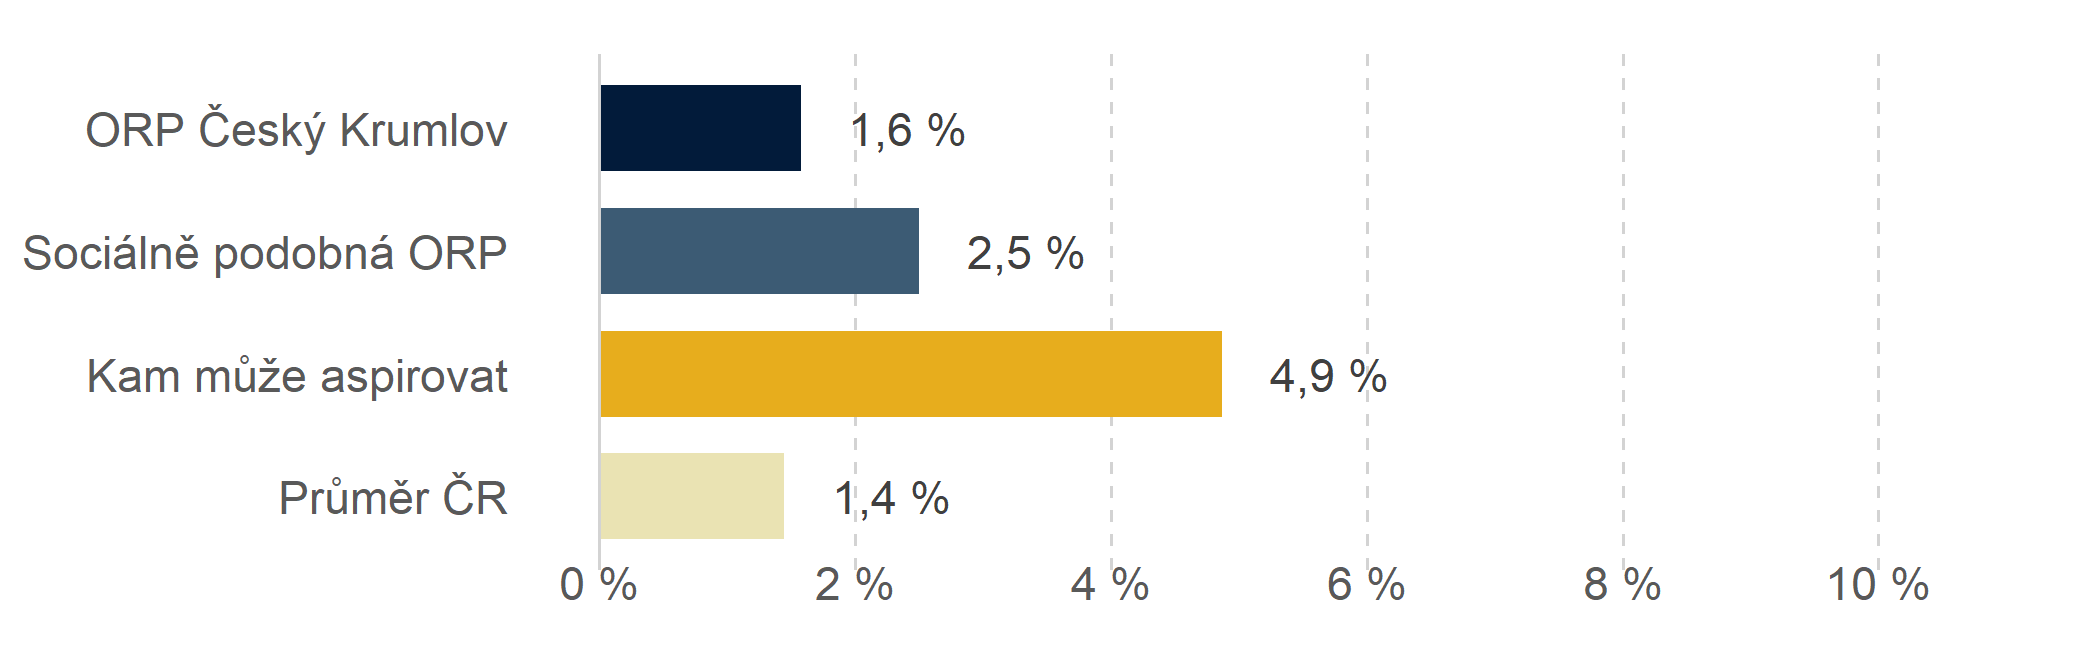 ORP Český Krumlov 1,6 %
Sociálně podobná ORP 2,5 %
Kam může aspirovat 4,9 %
Průměr ČR 1,4 %
0 % 2 % 4 % 6 % 8 % 10 %